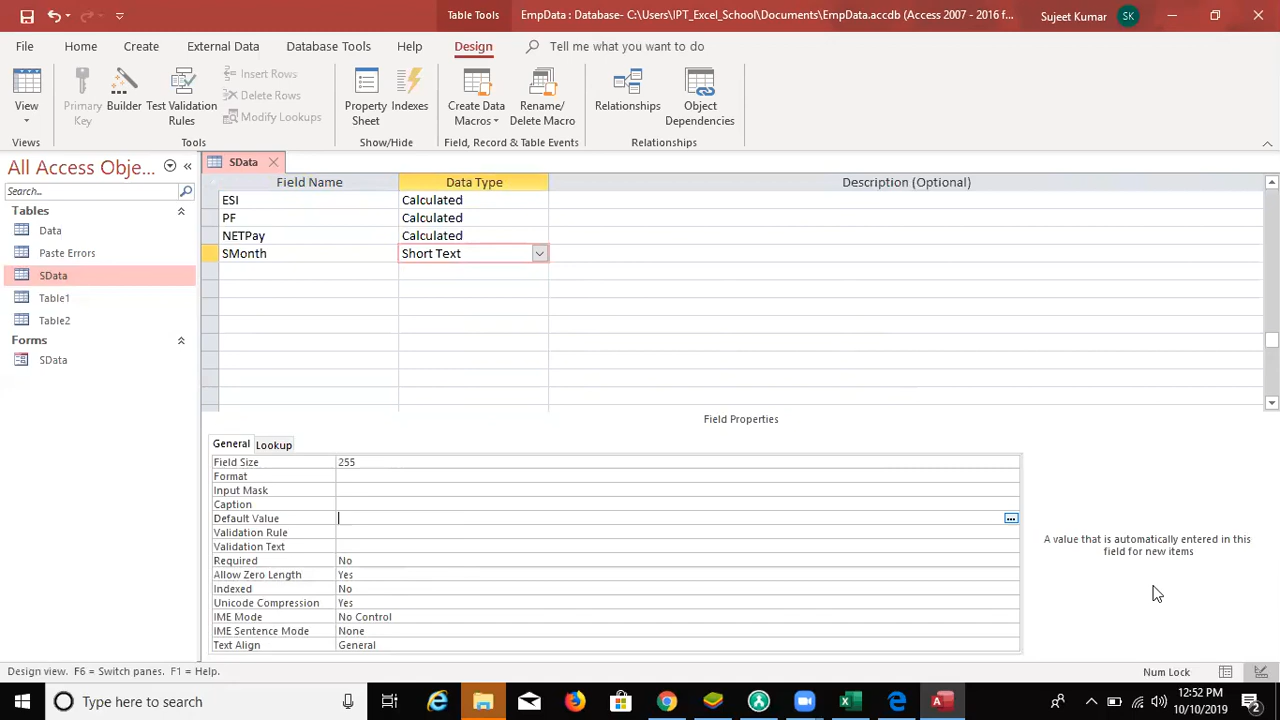 Table Tools
EmpData : Database- C:\Users\IPT_Excel_School\Documents\EmpData.accdb (Access 2007 - 2016 f...
Sujeet Kumar
SK
File
Home
Create
External Data
Database Tools
Help
Design
Tell me what you want to do
View
Primary
Key
Builder
Test Validation
Rules
Insert Rows
Delete Rows
Modify Lookups
Property
Sheet
Indexes
Create Data
Macros
Rename/
Delete Macro
Relationships
Object
Dependencies
Views
Tools
Show/Hide
Field, Record & Table Events
Relationships
All Access Obje...
Search...
Tables
Data
Paste Errors
SData
Table1
Table2
Forms
SData
SData
Field Name Data Type Description (Optional)
ESI Calculated
PF Calculated
NETPay Calculated
SMonth Short Text
Field Properties
General Lookup
Field Size 255
Format
Input Mask
Caption
Default Value
Validation Rule
Validation Text
Required No
Allow Zero Length Yes
Indexed No
Unicode Compression Yes
IME Mode No Control
IME Sentence Mode None
Text Align General
A value that is automatically entered in this
field for new items
Design view. F6 = Switch panes. F1 = Help.
Num Lock
Type here to search
12:52 PM
10/10/2019
2